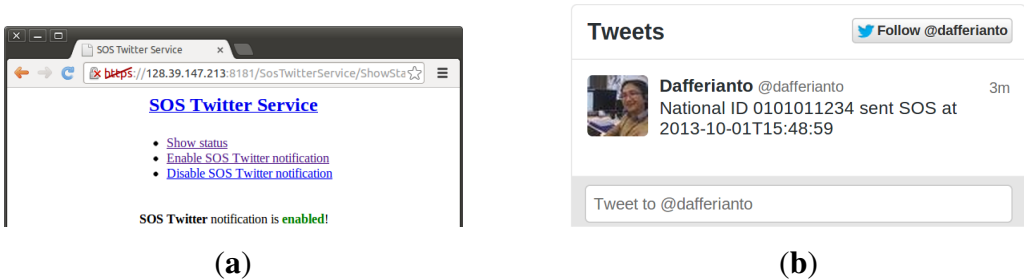 SOS Twitter Service
https://128.39.147.213:8181/SosTwitterService/ShowSta
SOS Twitter Service
Show status
Enable SOS Twitter notification
Disable SOS Twitter notification
SOS Twitter notification is enabled!
(a)
Tweets
Follow @dafferianto
Dafferianto @dafferianto 3m
National ID 0101011234 sent SOS at
2013-10-01T15:48:59
Tweet to @dafferianto
(b)